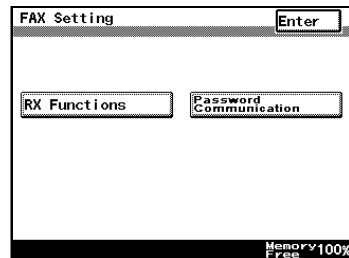 FAX Setting
Enter
RX Functions
Password
Communication
Memory
Free 100%